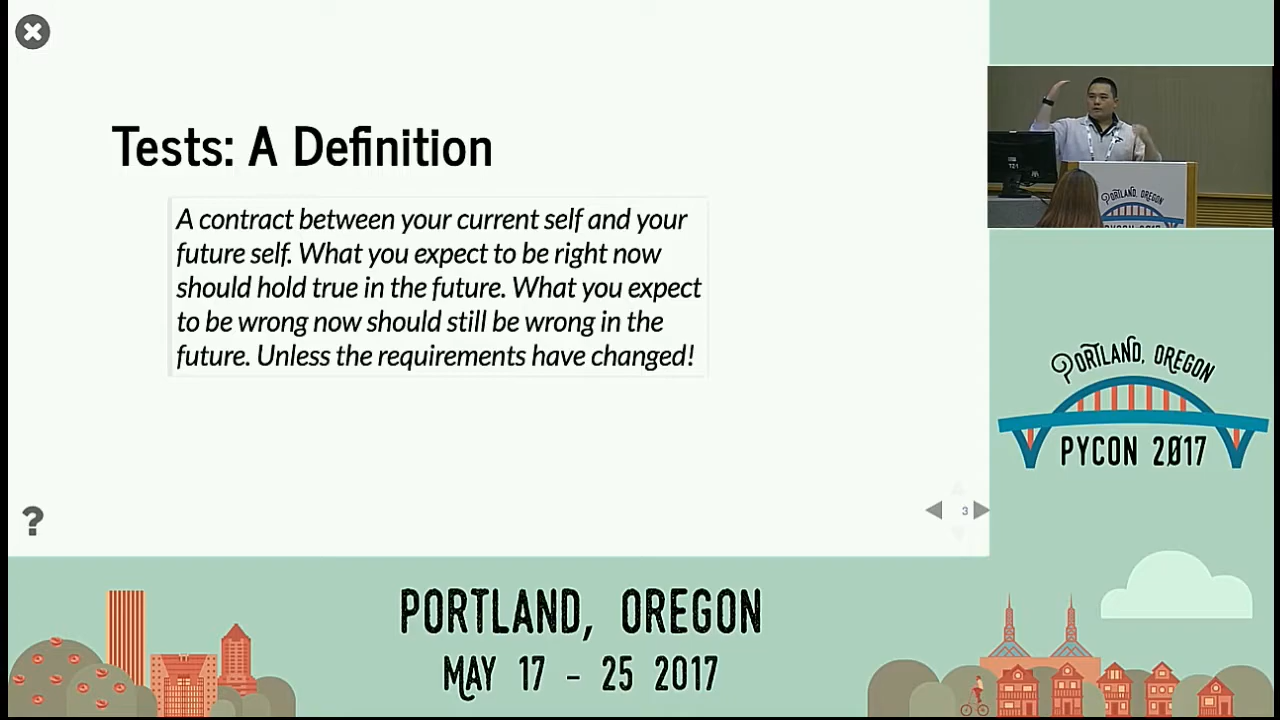 Tests: A Definition
A contract between your current self and your
future self. What you expect to be right now
should hold true in the future. What you expect
to be wrong now should still be wrong in the
future. Unless the requirements have changed!
?
3
PORTLAND, OREGON
PORTLAND, OREGON
PYCON 2017
PORTLAND, OREGON
MAY 17 - 25 2017